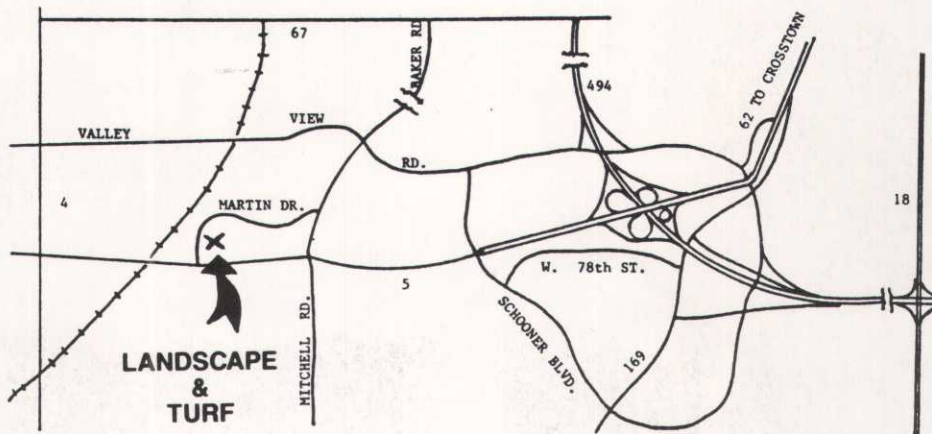 67
BAKER RD
494
62 TO CROSSTOWN
VALLEY VIEW RD.
4
MARTIN DR.
18
5
W. 78th ST.
MITCHELL RD.
SCHOONER BLVD.
169
LANDSCAPE
&
TURF